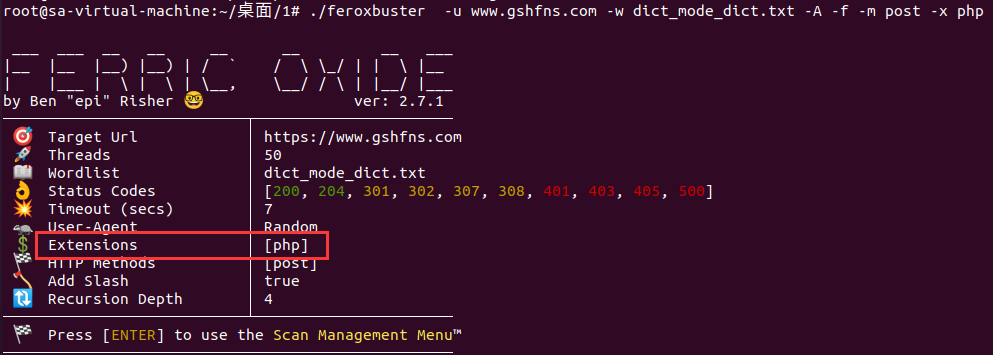 root@sa-virtual-machine:~/桌面/1# ./feroxbuster  -u www.gshfns.com -w dict_mode_dict.txt -A -f -m post -x php
FERRIC OXIDE
by Ben "epi" Risher 🤓 ver: 2.7.1
🎯 Target Url │ https://www.gshfns.com
🚀 Threads │ 50
📖 Wordlist │ dict_mode_dict.txt
👌 Status Codes │ [200, 204, 301, 302, 307, 308, 401, 403, 405, 500]
💥 Timeout (secs) │ 7
🦡 User-Agent │ Random
💲 Extensions │ [php]
🏁 HTTP methods │ [post]
🪓 Add Slash │ true
🔃 Recursion Depth │ 4
🏁 Press [ENTER] to use the Scan Management Menu™